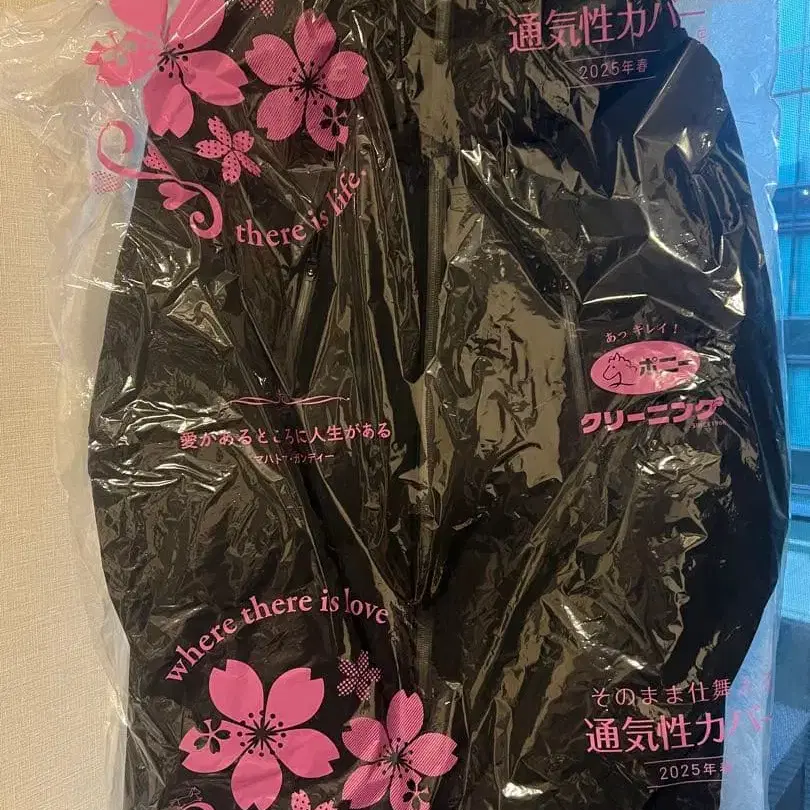 通気性カバー
2025年春
there is life.
あっキレイ!
ポニー
クリーニング
SINCE1966
愛があるところに人生がある
マハトマ・ガンディー
where there is love
そのまま仕舞える
通気性カバー
2025年春